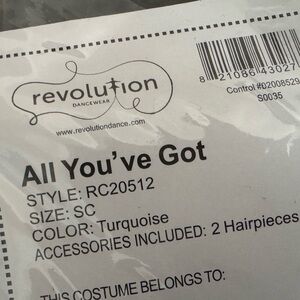 revolution
DANCEWEAR
www.revolutiondance.com
8 21086 43027
Control #02008529
S0035
All You've Got
STYLE: RC20512
SIZE: SC
COLOR: Turquoise
ACCESSORIES INCLUDED: 2 Hairpieces
THIS COSTUME BELONGS TO: